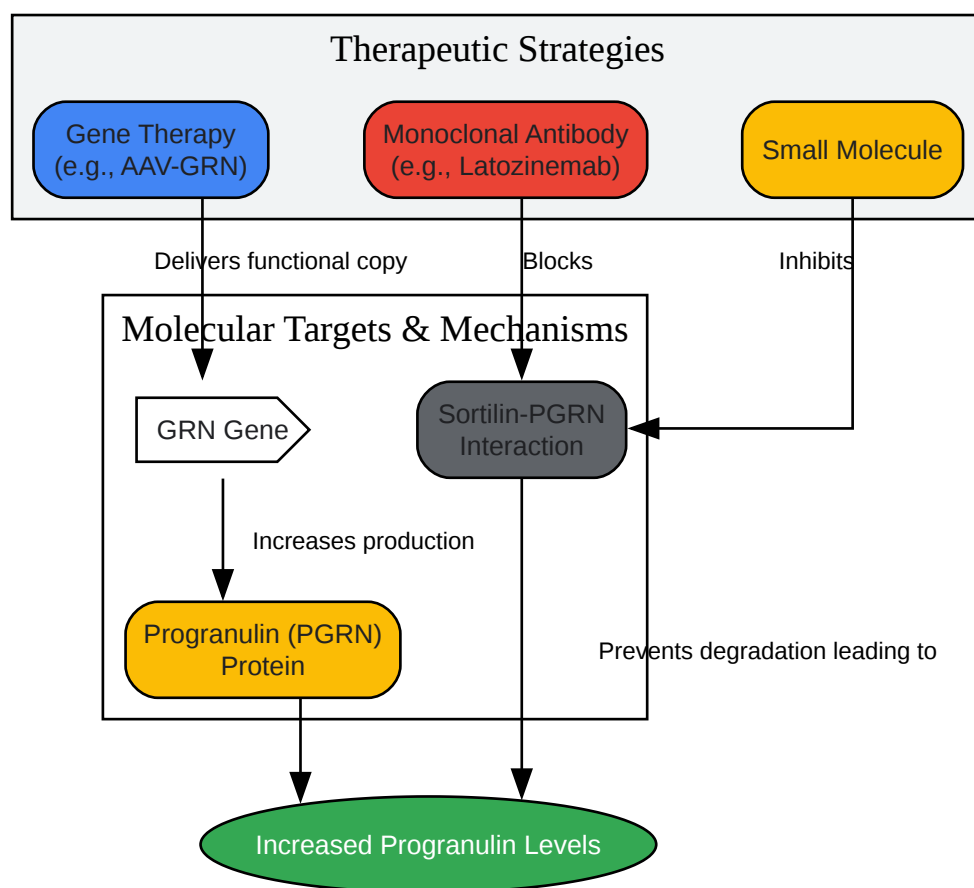 Therapeutic Strategies
Gene Therapy
(e.g., AAV-GRN)
Monoclonal Antibody
(e.g., Latozinemab)
Small Molecule
Delivers functional copy
Blocks
Inhibits
Molecular Targets & Mechanisms
GRN Gene
Sortilin-PGRN
Interaction
Increases production
Progranulin (PGRN)
Protein
Prevents degradation leading to
Increased Progranulin Levels